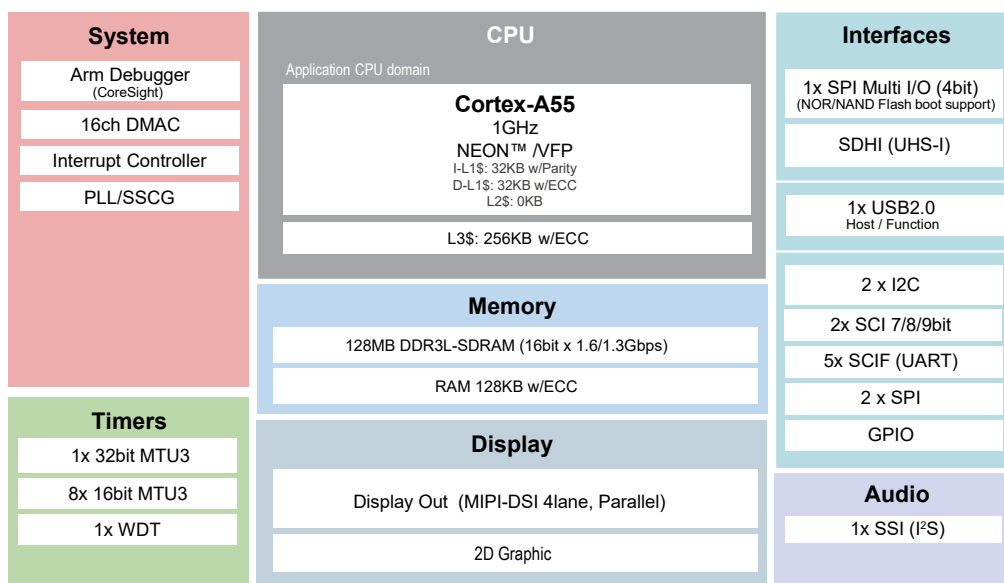 System
Arm Debugger
(CoreSight)
16ch DMAC
Interrupt Controller
PLL/SSCG
Timers
1x 32bit MTU3
8x 16bit MTU3
1x WDT
CPU
Application CPU domain
Cortex-A55
1GHz
NEON™ /VFP
I-L1$: 32KB w/Parity
D-L1$: 32KB w/ECC
L2$: 0KB
L3$: 256KB w/ECC
Memory
128MB DDR3L-SDRAM (16bit x 1.6/1.3Gbps)
RAM 128KB w/ECC
Display
Display Out (MIPI-DSI 4lane, Parallel)
2D Graphic
Interfaces
1x SPI Multi I/O (4bit)
(NOR/NAND Flash boot support)
SDHI (UHS-I)
1x USB2.0
Host / Function
2 x I2C
2x SCI 7/8/9bit
5x SCIF (UART)
2 x SPI
GPIO
Audio
1x SSI (I²S)